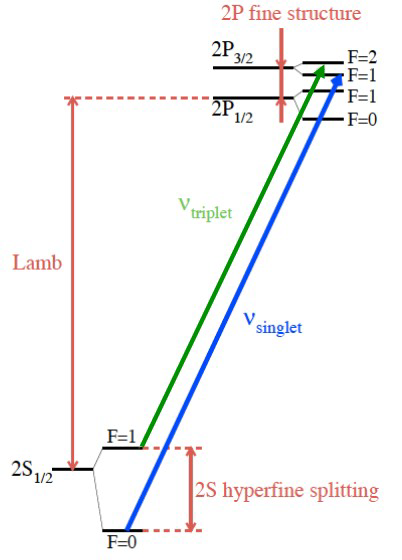 2P fine structure
2P3/2
F=2
F=1
F=1
2P1/2
F=0
νtriplet
Lamb
νsinglet
F=1
2S1/2
2S hyperfine splitting
F=0